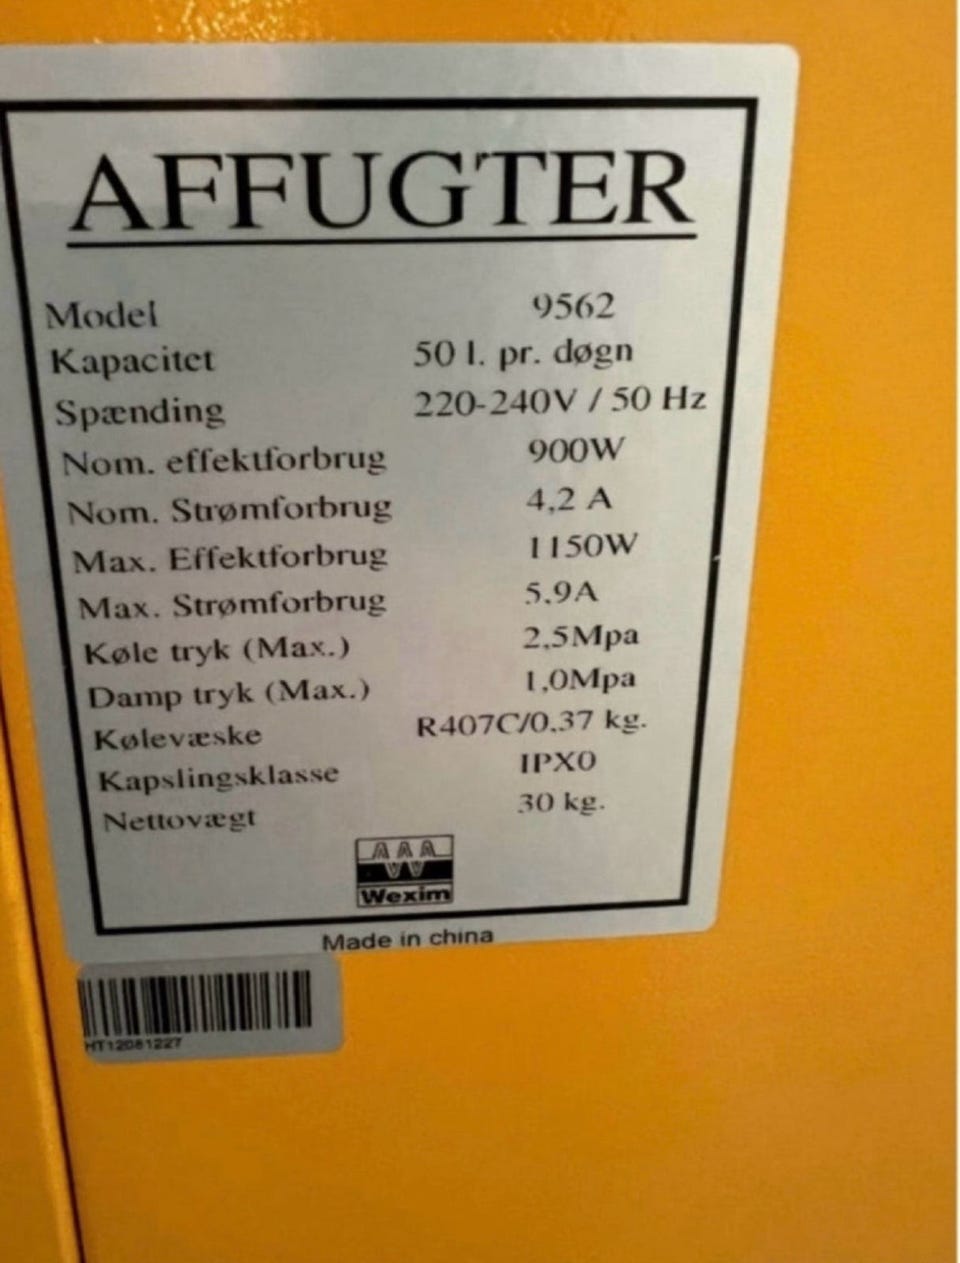 AFFUGTER
Model 9562
Kapacitet 50 l. pr. døgn
Spænding 220-240V / 50 Hz
Nom. effektforbrug 900W
Nom. Strømforbrug 4,2 A
Max. Effektforbrug 1150W
Max. Strømforbrug 5.9A
Køle tryk (Max.) 2,5Mpa
Damp tryk (Max.) 1,0Mpa
Kølevæske R407C/0.37 kg.
Kapslingsklasse IPX0
Nettovægt 30 kg.
Wexim
Made in china
HT12081227